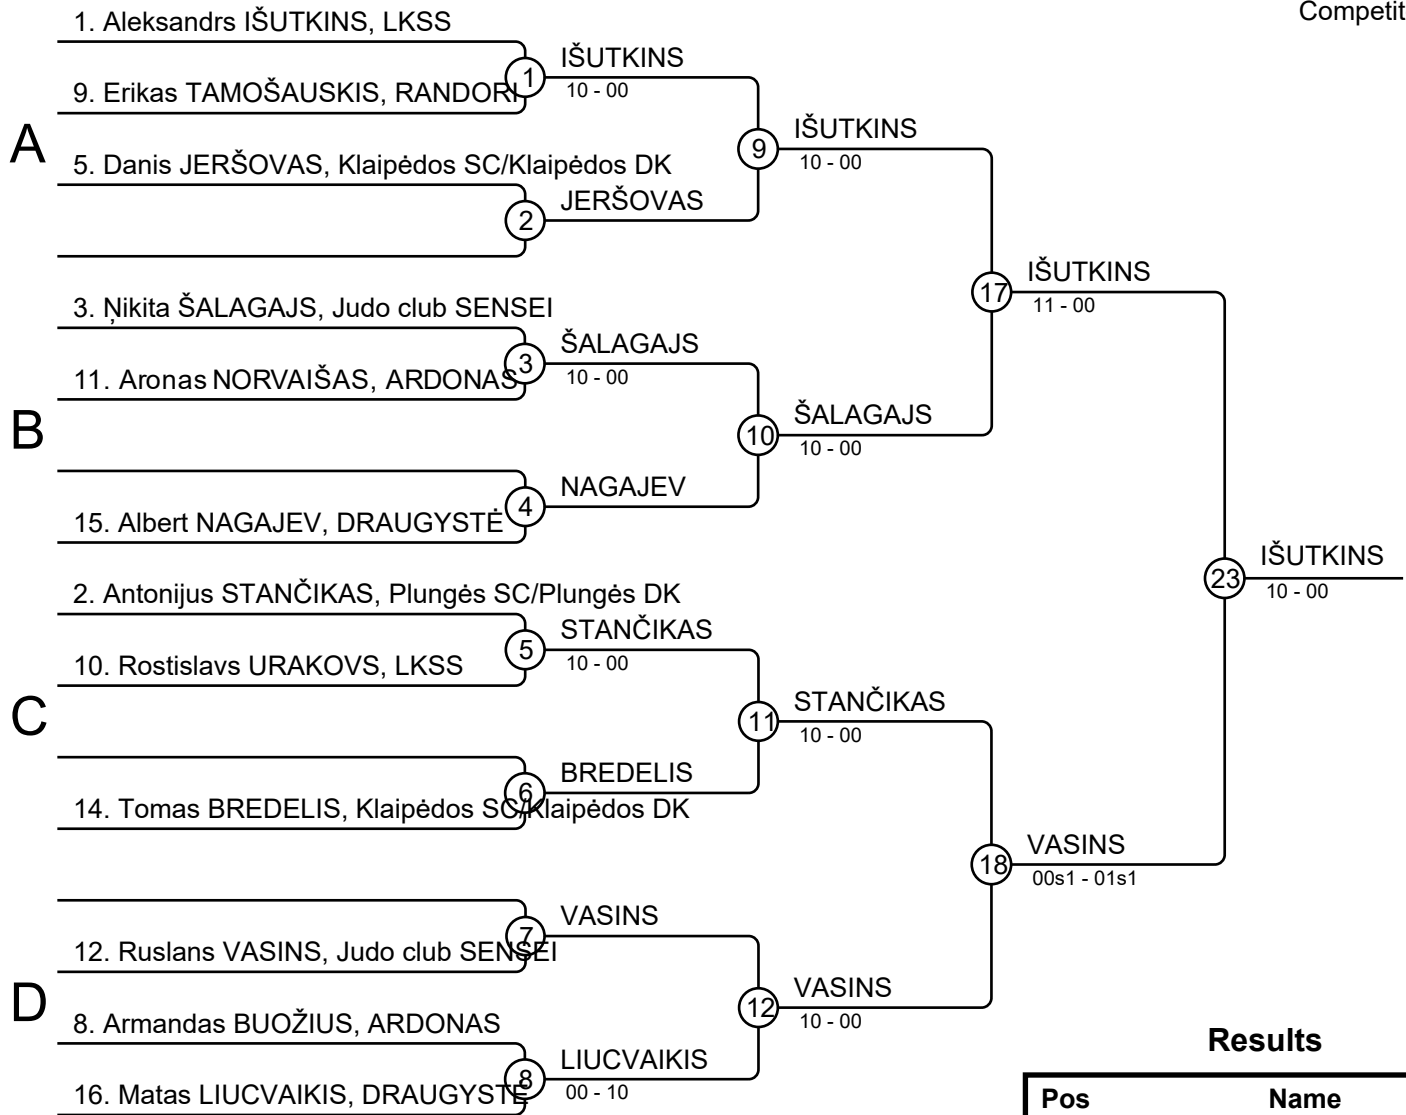 Competit
1. Aleksandrs IŠUTKINS, LKSS
1
IŠUTKINS
10 - 00
9. Erikas TAMOŠAUSKIS, RANDORI
A
9
IŠUTKINS
10 - 00
5. Danis JERŠOVAS, Klaipėdos SC/Klaipėdos DK
2
JERŠOVAS
17
IŠUTKINS
11 - 00
3. Ņikita ŠALAGAJS, Judo club SENSEI
3
ŠALAGAJS
10 - 00
11. Aronas NORVAIŠAS, ARDONAS
B
10
ŠALAGAJS
10 - 00
4
NAGAJEV
15. Albert NAGAJEV, DRAUGYSTĖ
23
IŠUTKINS
10 - 00
2. Antonijus STANČIKAS, Plungės SC/Plungės DK
5
STANČIKAS
10 - 00
10. Rostislavs URAKOVS, LKSS
C
11
STANČIKAS
10 - 00
6
BREDELIS
14. Tomas BREDELIS, Klaipėdos SC/Klaipėdos DK
18
VASINS
00s1 - 01s1
7
VASINS
12. Ruslans VASINS, Judo club SENSEI
D
12
VASINS
10 - 00
8. Armandas BUOŽIUS, ARDONAS
8
LIUCVAIKIS
00 - 10
16. Matas LIUCVAIKIS, DRAUGYSTĖ
Results
Pos Name